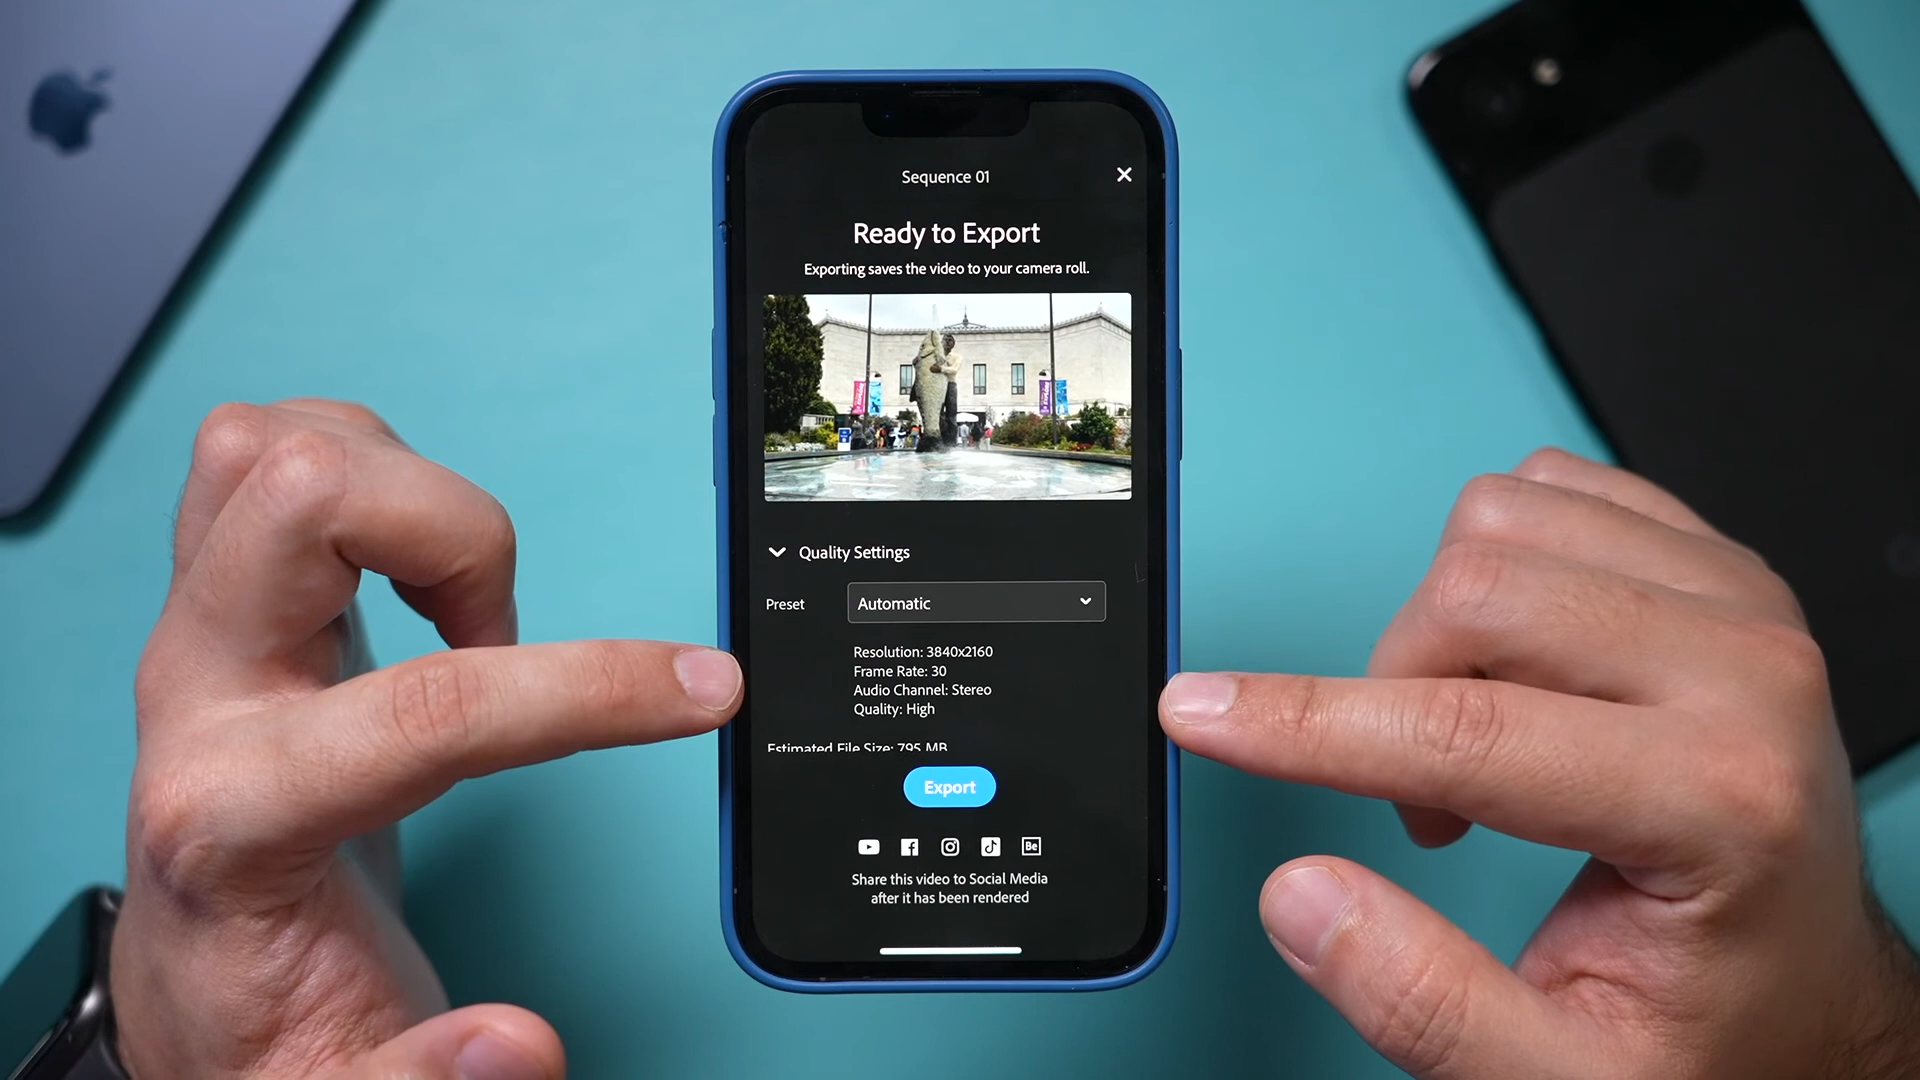 Sequence 01
Ready to Export
Exporting saves the video to your camera roll.
Quality Settings
Preset
Automatic
Resolution: 3840x2160
Frame Rate: 30
Audio Channel: Stereo
Quality: High
Estimated File Size: 795 MB
Export
Be
Share this video to Social Media
after it has been rendered